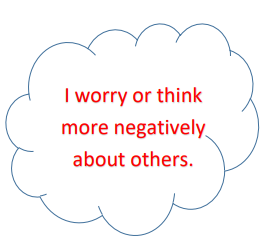 I worry or think
more negatively
about others.